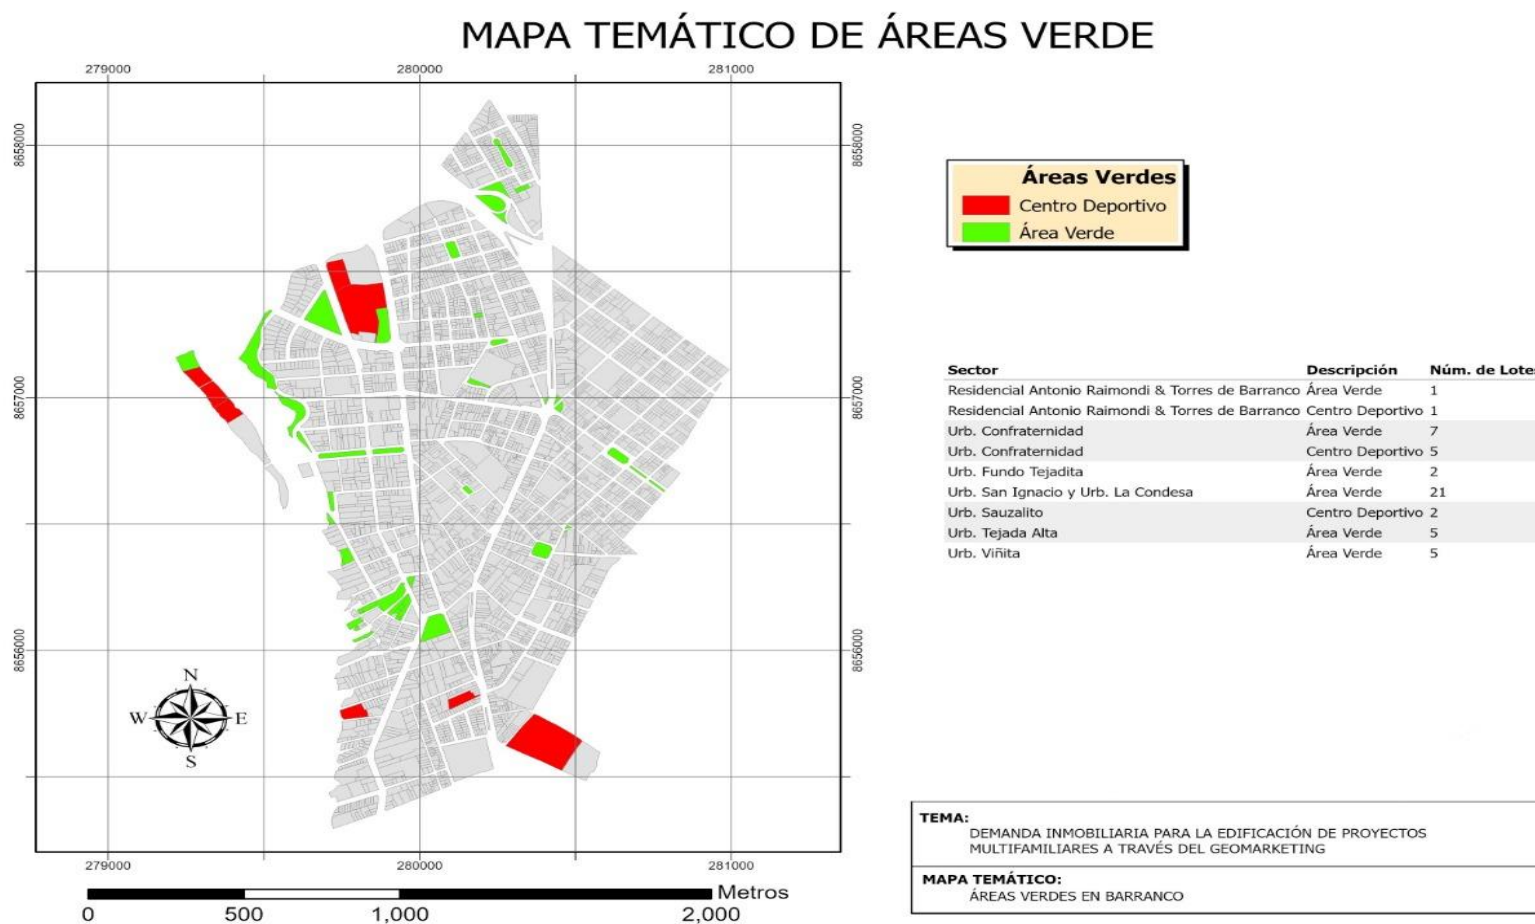 MAPA TEMÁTICO DE ÁREAS VERDE
279000 280000 281000
8658000 8658000
8657000 8657000
8656000 8656000
N
W E
S
279000 280000 281000
Metros
0 500 1,000 2,000
Áreas Verdes
Centro Deportivo
Área Verde
Sector Descripción Núm. de Lotes
Residencial Antonio Raimondi & Torres de Barranco Área Verde 1
Residencial Antonio Raimondi & Torres de Barranco Centro Deportivo 1
Urb. Confraternidad Área Verde 7
Urb. Confraternidad Centro Deportivo 5
Urb. Fundo Tejadita Área Verde 2
Urb. San Ignacio y Urb. La Condesa Área Verde 21
Urb. Sauzalito Centro Deportivo 2
Urb. Tejada Alta Área Verde 5
Urb. Viñita Área Verde 5
TEMA:
DEMANDA INMOBILIARIA PARA LA EDIFICACIÓN DE PROYECTOS
MULTIFAMILIARES A TRAVÉS DEL GEOMARKETING
MAPA TEMÁTICO:
ÁREAS VERDES EN BARRANCO